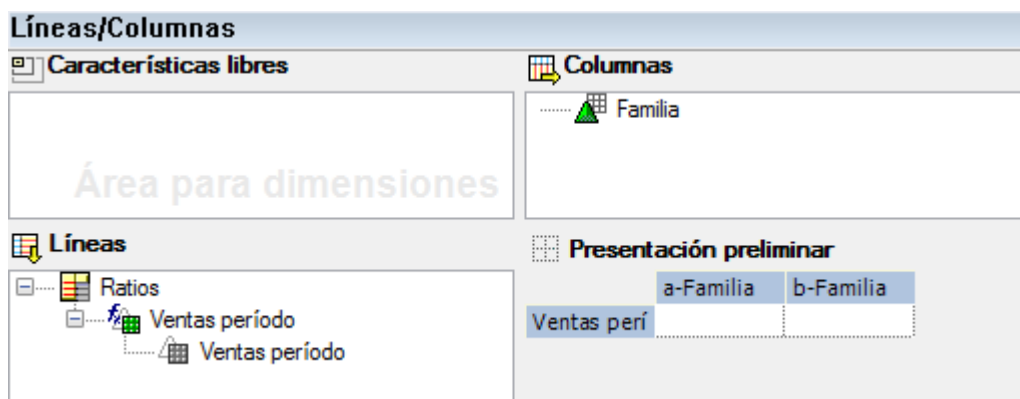 Líneas/Columnas
Características libres
Área para dimensiones
Columnas
Familia
Líneas
Ratios
Ventas período
Ventas período
Presentación preliminar
a-Familia b-Familia
Ventas perí